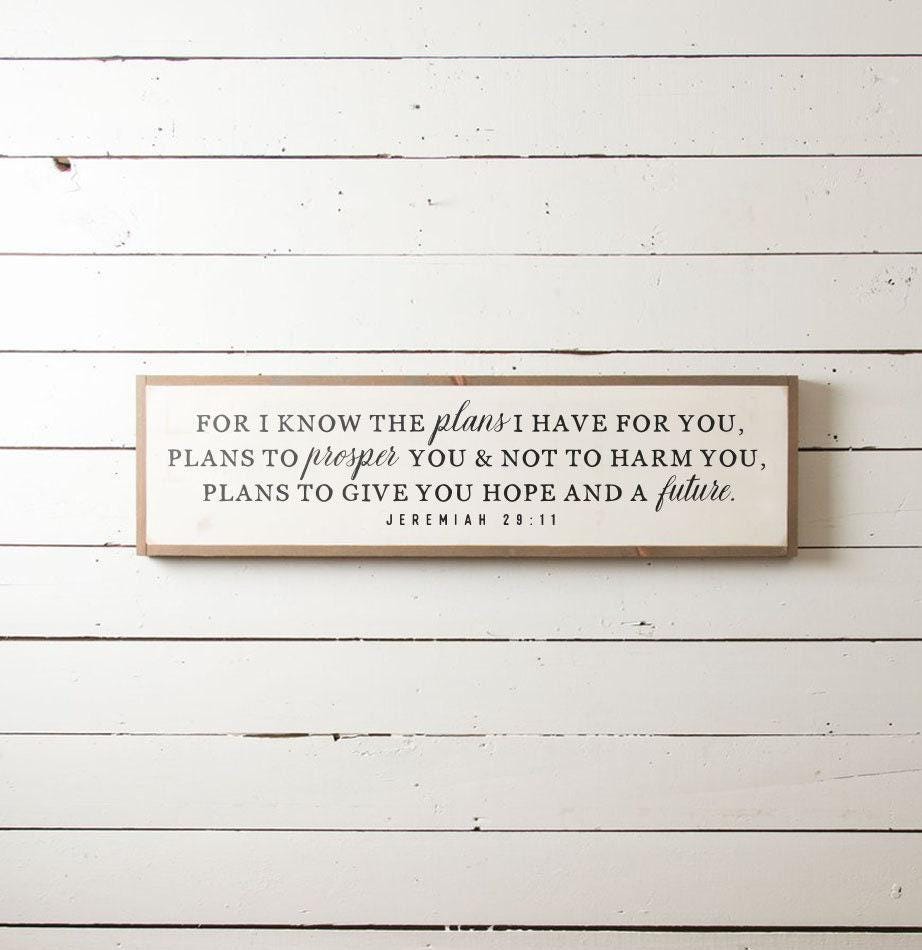 FOR I KNOW THE plans I HAVE FOR YOU,
PLANS TO prosper YOU & NOT TO HARM YOU,
PLANS TO GIVE YOU HOPE AND A future.
JEREMIAH 29:11